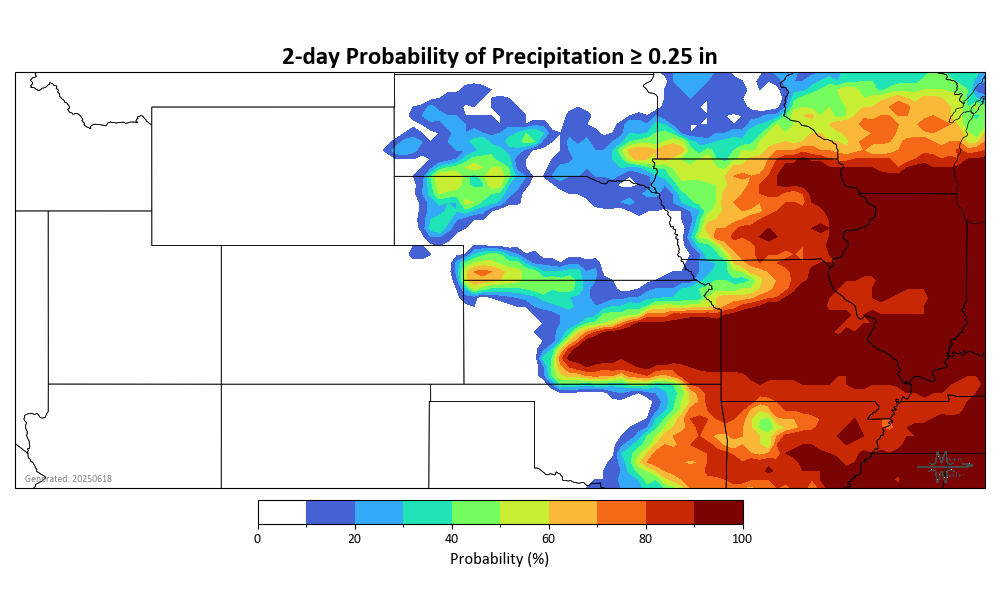 2-day Probability of Precipitation ≥ 0.25 in
Generated: 20250618
0 20 40 60 80 100
Probability (%)